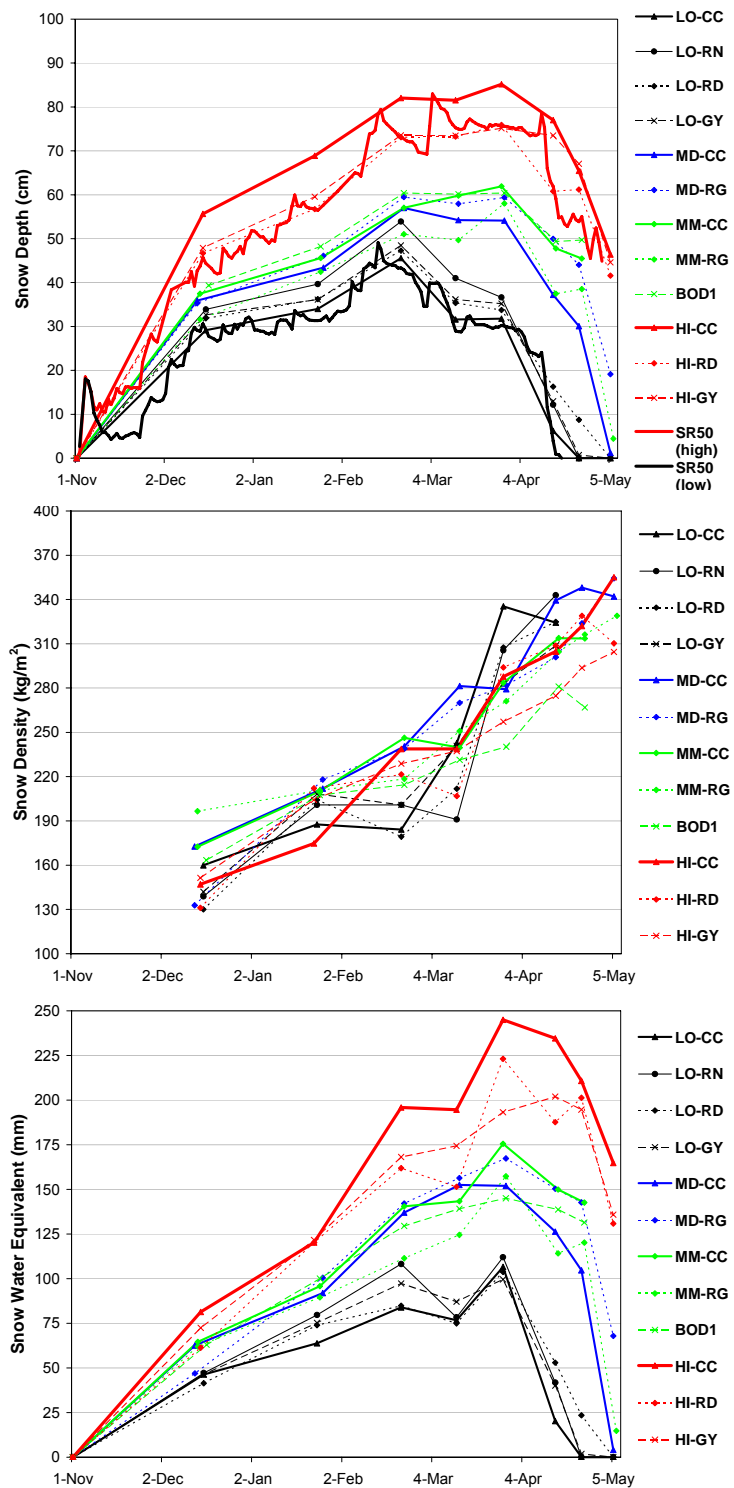 Snow Depth (cm)
100
90
80
70
60
50
40
30
20
10
0
1-Nov 2-Dec 2-Jan 2-Feb 4-Mar 4-Apr 5-May
LO-CC
LO-RN
LO-RD
LO-GY
MD-CC
MD-RG
MM-CC
MM-RG
BOD1
HI-CC
HI-RD
HI-GY
SR50
(high)
SR50
(low)
Snow Density (kg/m²)
400
370
340
310
280
250
220
190
160
130
100
1-Nov 2-Dec 2-Jan 2-Feb 4-Mar 4-Apr 5-May
LO-CC
LO-RN
LO-RD
LO-GY
MD-CC
MD-RG
MM-CC
MM-RG
BOD1
HI-CC
HI-RD
HI-GY
Snow Water Equivalent (mm)
250
225
200
175
150
125
100
75
50
25
0
1-Nov 2-Dec 2-Jan 2-Feb 4-Mar 4-Apr 5-May
LO-CC
LO-RN
LO-RD
LO-GY
MD-CC
MD-RG
MM-CC
MM-RG
BOD1
HI-CC
HI-RD
HI-GY